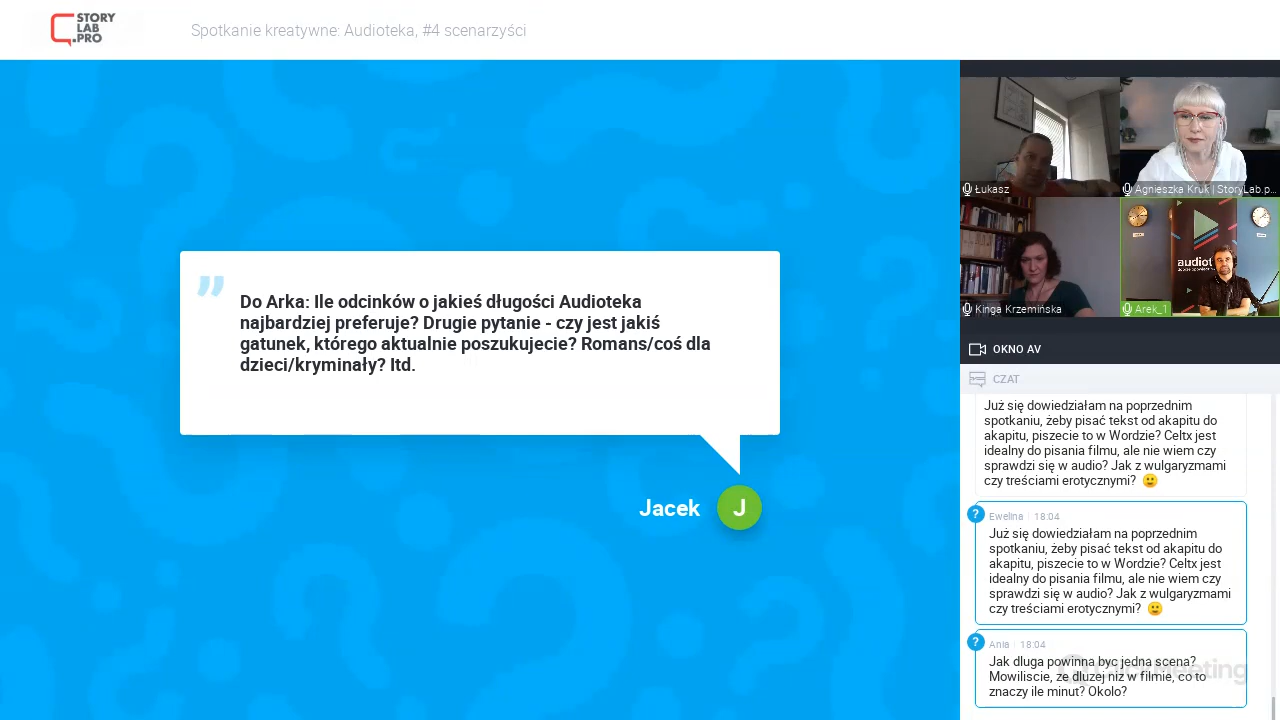 STORY
LAB
.PRO
Spotkanie kreatywne: Audioteka, #4 scenarzyści
Do Arka: Ile odcinków o jakieś długości Audioteka
najbardziej preferuje? Drugie pytanie - czy jest jakiś
gatunek, którego aktualnie poszukujecie? Romans/coś dla
dzieci/kryminały? Itd.
Jacek
J
Łukasz
Agnieszka Kruk | StoryLab.p...
Kinga Krzemińska
audiot
Arek_1
OKNO AV
CZAT
Już się dowiedziałam na poprzednim
spotkaniu, żeby pisać tekst od akapitu do
akapitu, piszecie to w Wordzie? Celtx jest
idealny do pisania filmu, ale nie wiem czy
sprawdzi się w audio? Jak z wulgaryzmami
czy treściami erotycznymi? 🙂
?
Ewelina | 18:04
Już się dowiedziałam na poprzednim
spotkaniu, żeby pisać tekst od akapitu do
akapitu, piszecie to w Wordzie? Celtx jest
idealny do pisania filmu, ale nie wiem czy
sprawdzi się w audio? Jak z wulgaryzmami
czy treściami erotycznymi? 🙂
?
Ania | 18:04
Jak dluga powinna byc jedna scena?
Mowiliscie, że dluzej niż w filmie, co to
znaczy ile minut? Około?